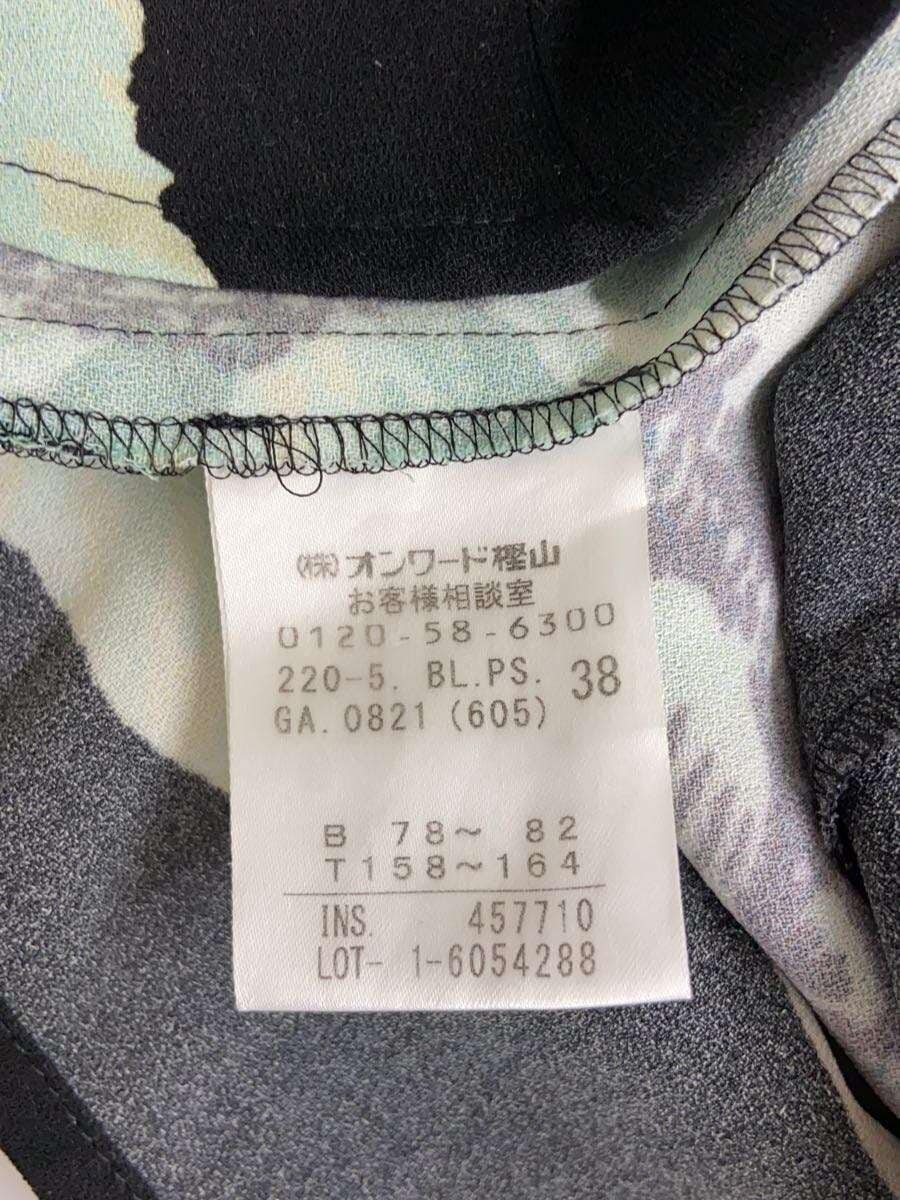 (株)オンワード樫山
お客様相談室
0120-58-6300
220-5. BL.PS. 38
GA.0821(605)
B 78～ 82
T158～164
INS. 457710
LOT- 1-6054288